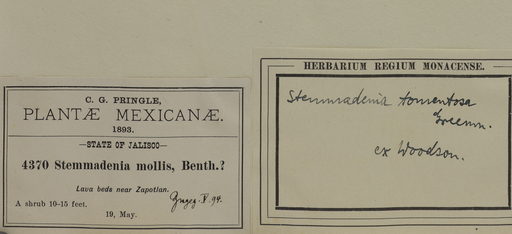 C. G. PRINGLE,
PLANTÆ MEXICANÆ.
1893.
—STATE OF JALISCO—
4370 Stemmadenia mollis, Benth.?
Lava beds near Zapotlan.
A shrub 10-15 feet.
V. 94.
19, May.
HERBARIUM REGIUM MONACENSE.
Stemmadenia tomentosa
Greenm.
ex Woodson.